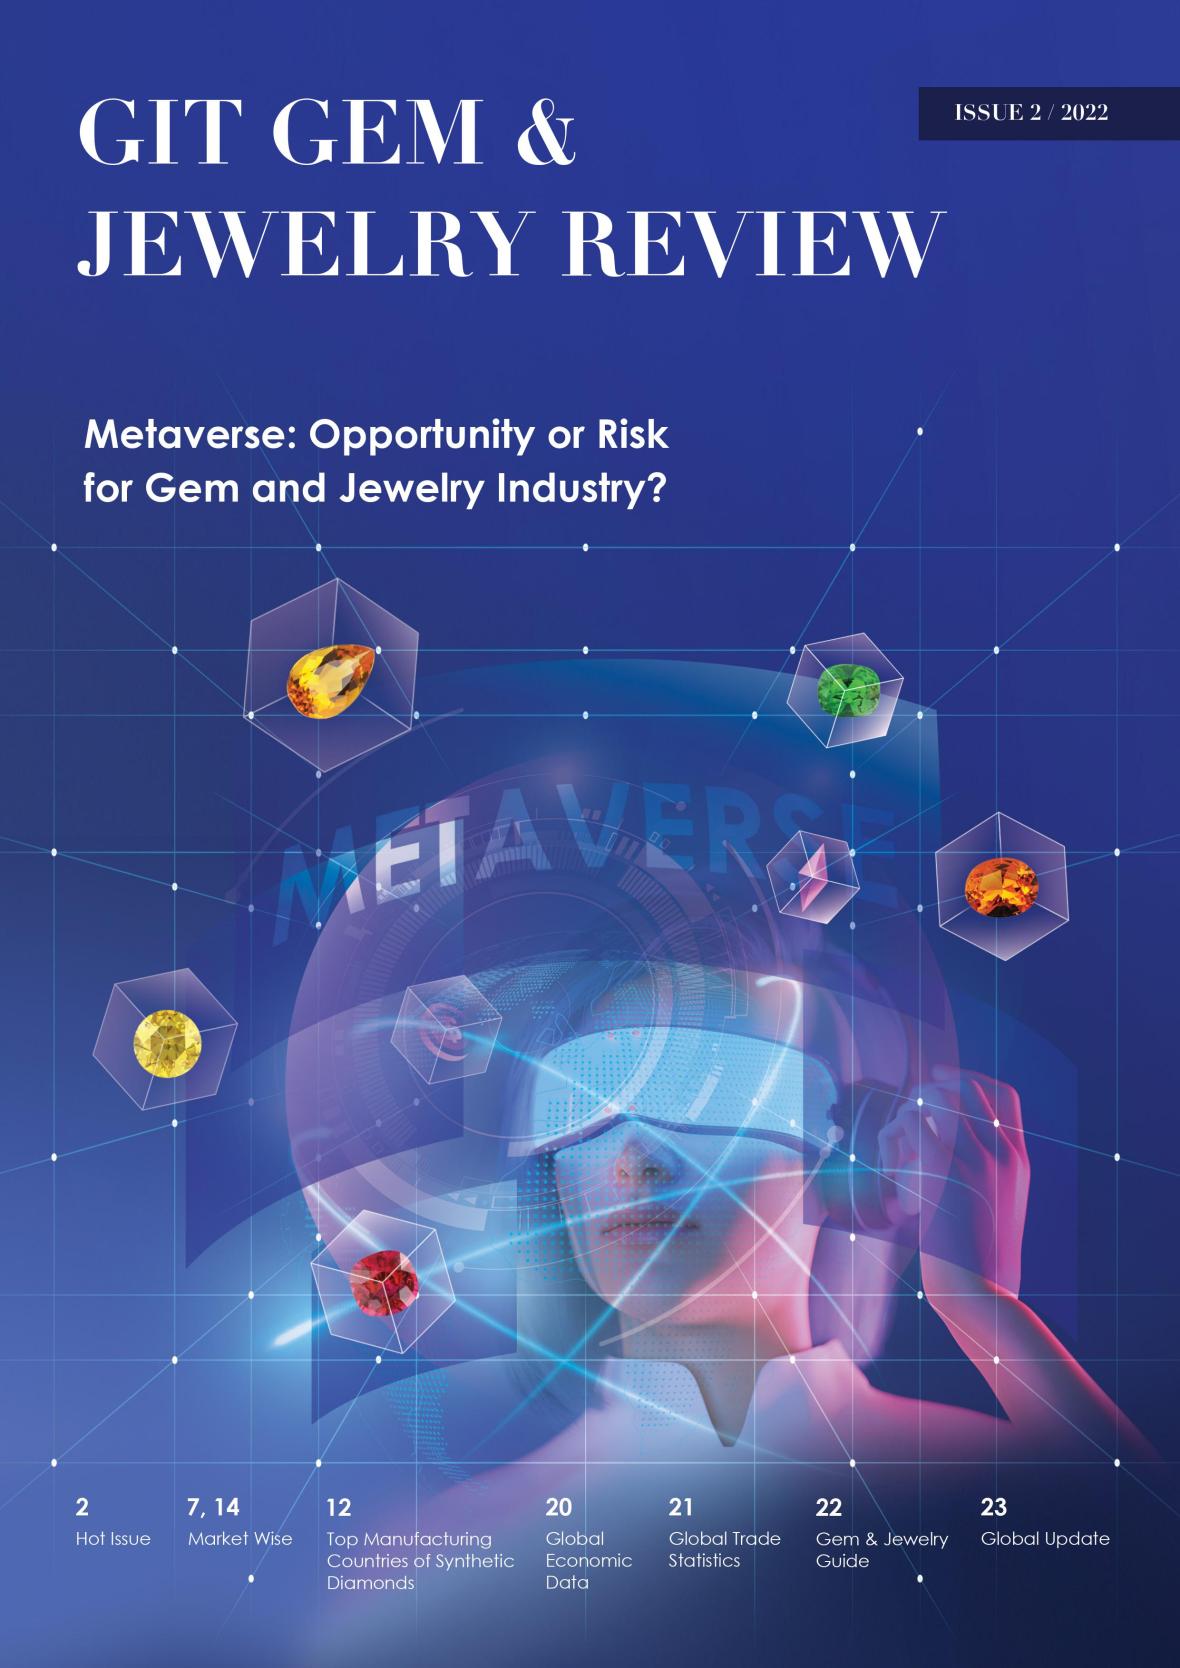 GIT GEM &
JEWELRY REVIEW
ISSUE 2 / 2022
Metaverse: Opportunity or Risk
for Gem and Jewelry Industry?
METAVERSE
2
Hot Issue
7, 14
Market Wise
12
Top Manufacturing
Countries of Synthetic
Diamonds
20
Global
Economic
Data
21
Global Trade
Statistics
22
Gem & Jewelry
Guide
23
Global Update